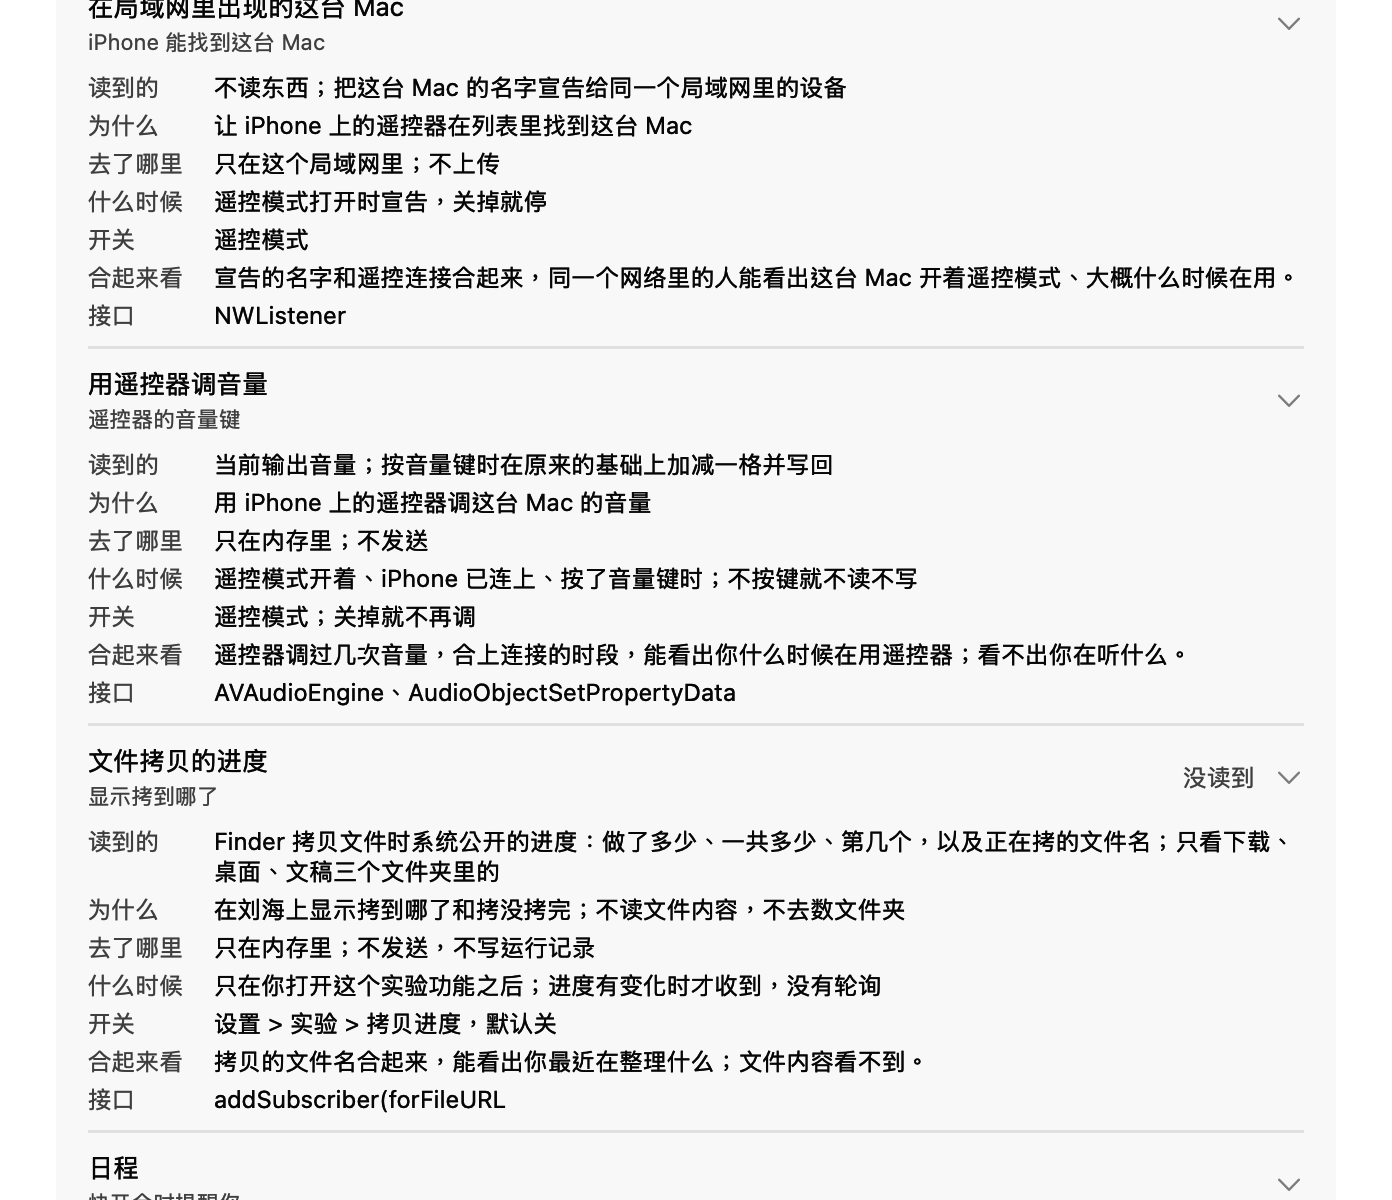 在局域网里出现的这台 Mac
iPhone 能找到这台 Mac
读到的 不读东西；把这台 Mac 的名字宣告给同一个局域网里的设备
为什么 让 iPhone 上的遥控器在列表里找到这台 Mac
去了哪里 只在这个局域网里；不上传
什么时候 遥控模式打开时宣告，关掉就停
开关 遥控模式
合起来看 宣告的名字和遥控连接合起来，同一个网络里的人能看出这台 Mac 开着遥控模式、大概什么时候在用。
接口 NWListener
用遥控器调音量
遥控器的音量键
读到的 当前输出音量；按音量键时在原来的基础上加减一格并写回
为什么 用 iPhone 上的遥控器调这台 Mac 的音量
去了哪里 只在内存里；不发送
什么时候 遥控模式开着、iPhone 已连上、按了音量键时；不按键就不读不写
开关 遥控模式；关掉就不再调
合起来看 遥控器调过几次音量，合上连接的时段，能看出你什么时候在用遥控器；看不出你在听什么。
接口 AVAudioEngine、AudioObjectSetPropertyData
文件拷贝的进度
没读到
显示拷到哪了
读到的 Finder 拷贝文件时系统公开的进度：做了多少、一共多少、第几个，以及正在拷的文件名；只看下载、
桌面、文稿三个文件夹里的
为什么 在刘海上显示拷到哪了和拷没拷完；不读文件内容，不去数文件夹
去了哪里 只在内存里；不发送，不写运行记录
什么时候 只在你打开这个实验功能之后；进度有变化时才收到，没有轮询
开关 设置 > 实验 > 拷贝进度，默认关
合起来看 拷贝的文件名合起来，能看出你最近在整理什么；文件内容看不到。
接口 addSubscriber(forFileURL
日程
快开会时提醒你